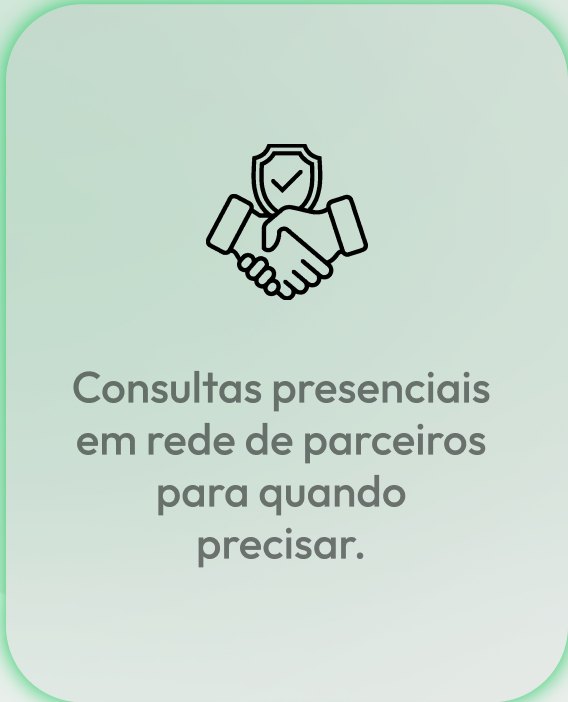 Consultas presenciais
em rede de parceiros
para quando
precisar.